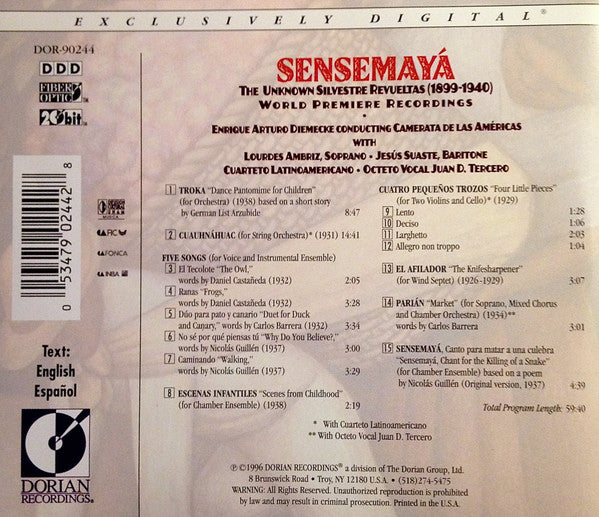 EXCLUSIVELY DIGITAL®
DOR-90244
DDD
FIBER OPTIC™
20bit™
SENSEMAYÁ
THE UNKNOWN SILVESTRE REVUELTAS (1899-1940)
WORLD PREMIERE RECORDINGS
•
ENRIQUE ARTURO DIEMECKE CONDUCTING CAMERATA DE LAS AMÉRICAS
WITH
LOURDES AMBRIZ, SOPRANO • JESÚS SUASTE, BARITONE
CUARTETO LATINOAMERICANO • OCTETO VOCAL JUAN D. TERCERO
1 TROKA "Dance Pantomime for Children"
(for Orchestra) (1938) based on a short story
by German List Arzubide 8:47
2 CUAUHNÁHUAC (for String Orchestra)* (1931) 14:41
FIVE SONGS (for Voice and Instrumental Ensemble)
3 El Tecolote "The Owl,"
words by Daniel Castañeda (1932) 2:05
4 Ranas "Frogs,"
words by Daniel Castañeda (1932) 3:28
5 Dúo para pato y canario "Duet for Duck
and Canary," words by Carlos Barrera (1932) 3:34
6 No sé por qué piensas tú "Why Do You Believe?,"
words by Nicolás Guillén (1937) 3:00
7 Caminando "Walking,"
words by Nicolás Guillén (1937) 3:29
8 ESCENAS INFANTILES "Scenes from Childhood"
(for Chamber Ensemble) (1938) 2:19
CUATRO PEQUEÑOS TROZOS "Four Little Pieces"
(for Two Violins and Cello)* (1929)
9 Lento 1:28
10 Deciso 1:06
11 Larghetto 2:03
12 Allegro non troppo 1:04
13 EL AFILADOR "The Knifesharpener"
(for Wind Septet) (1926-1929) 3:07
14 PARIÁN "Market" (for Soprano, Mixed Chorus
and Chamber Orchestra) (1934)**
words by Carlos Barrera 3:01
15 SENSEMAYÁ, Canto para matar a una culebra
"Sensemayá, Chant for the Killing of a Snake"
(for Chamber Ensemble) based on a poem
by Nicolás Guillén (Original version, 1937) 4:39
Total Program Length: 59:40
* With Cuarteto Latinoamericano
** With Octeto Vocal Juan D. Tercero
0 53479 02442 8
FONCA
INBA
Text:
English
Español
DORIAN
RECORDINGS®
℗©1996 DORIAN RECORDINGS® a division of The Dorian Group, Ltd.
8 Brunswick Road • Troy, NY 12180 U.S.A. • (518)274-5475
WARNING: All Rights Reserved. Unauthorized reproduction is prohibited
by law and may result in criminal prosecution. Printed in the U.S.A.